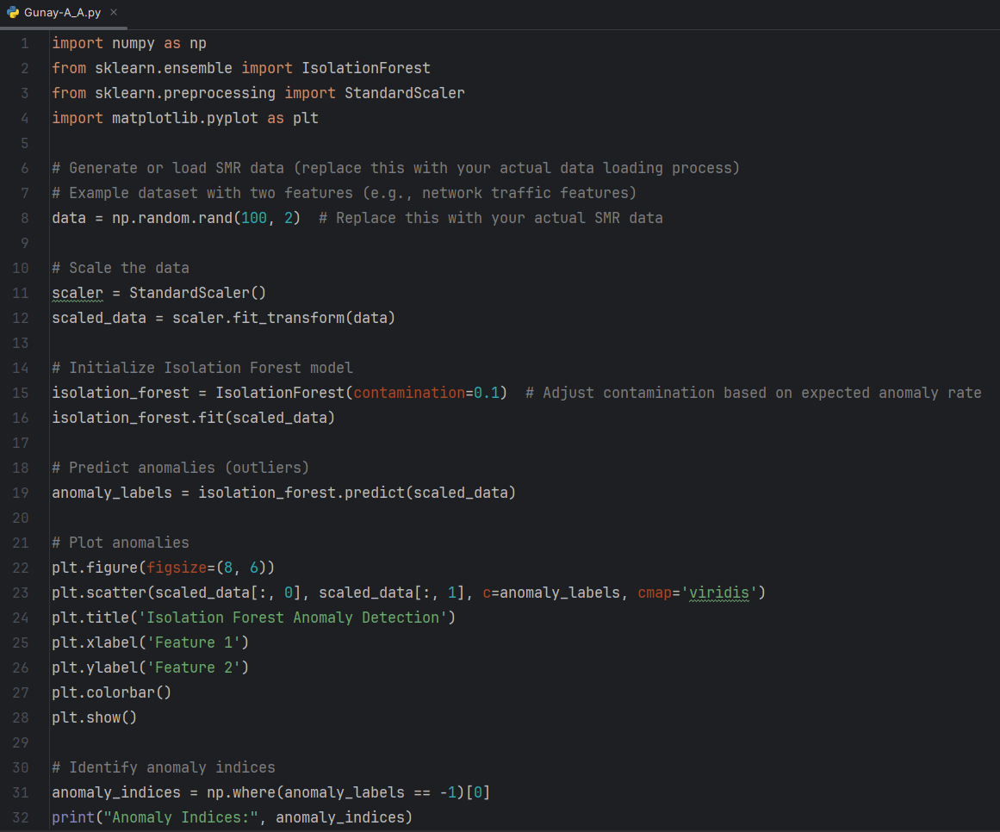 Gunay-A_A.py ×
1 import numpy as np
2 from sklearn.ensemble import IsolationForest
3 from sklearn.preprocessing import StandardScaler
4 import matplotlib.pyplot as plt
5
6 # Generate or load SMR data (replace this with your actual data loading process)
7 # Example dataset with two features (e.g., network traffic features)
8 data = np.random.rand(100, 2)  # Replace this with your actual SMR data
9
10 # Scale the data
11 scaler = StandardScaler()
12 scaled_data = scaler.fit_transform(data)
13
14 # Initialize Isolation Forest model
15 isolation_forest = IsolationForest(contamination=0.1)  # Adjust contamination based on expected anomaly rate
16 isolation_forest.fit(scaled_data)
17
18 # Predict anomalies (outliers)
19 anomaly_labels = isolation_forest.predict(scaled_data)
20
21 # Plot anomalies
22 plt.figure(figsize=(8, 6))
23 plt.scatter(scaled_data[:, 0], scaled_data[:, 1], c=anomaly_labels, cmap='viridis')
24 plt.title('Isolation Forest Anomaly Detection')
25 plt.xlabel('Feature 1')
26 plt.ylabel('Feature 2')
27 plt.colorbar()
28 plt.show()
29
30 # Identify anomaly indices
31 anomaly_indices = np.where(anomaly_labels == -1)[0]
32 print("Anomaly Indices:", anomaly_indices)